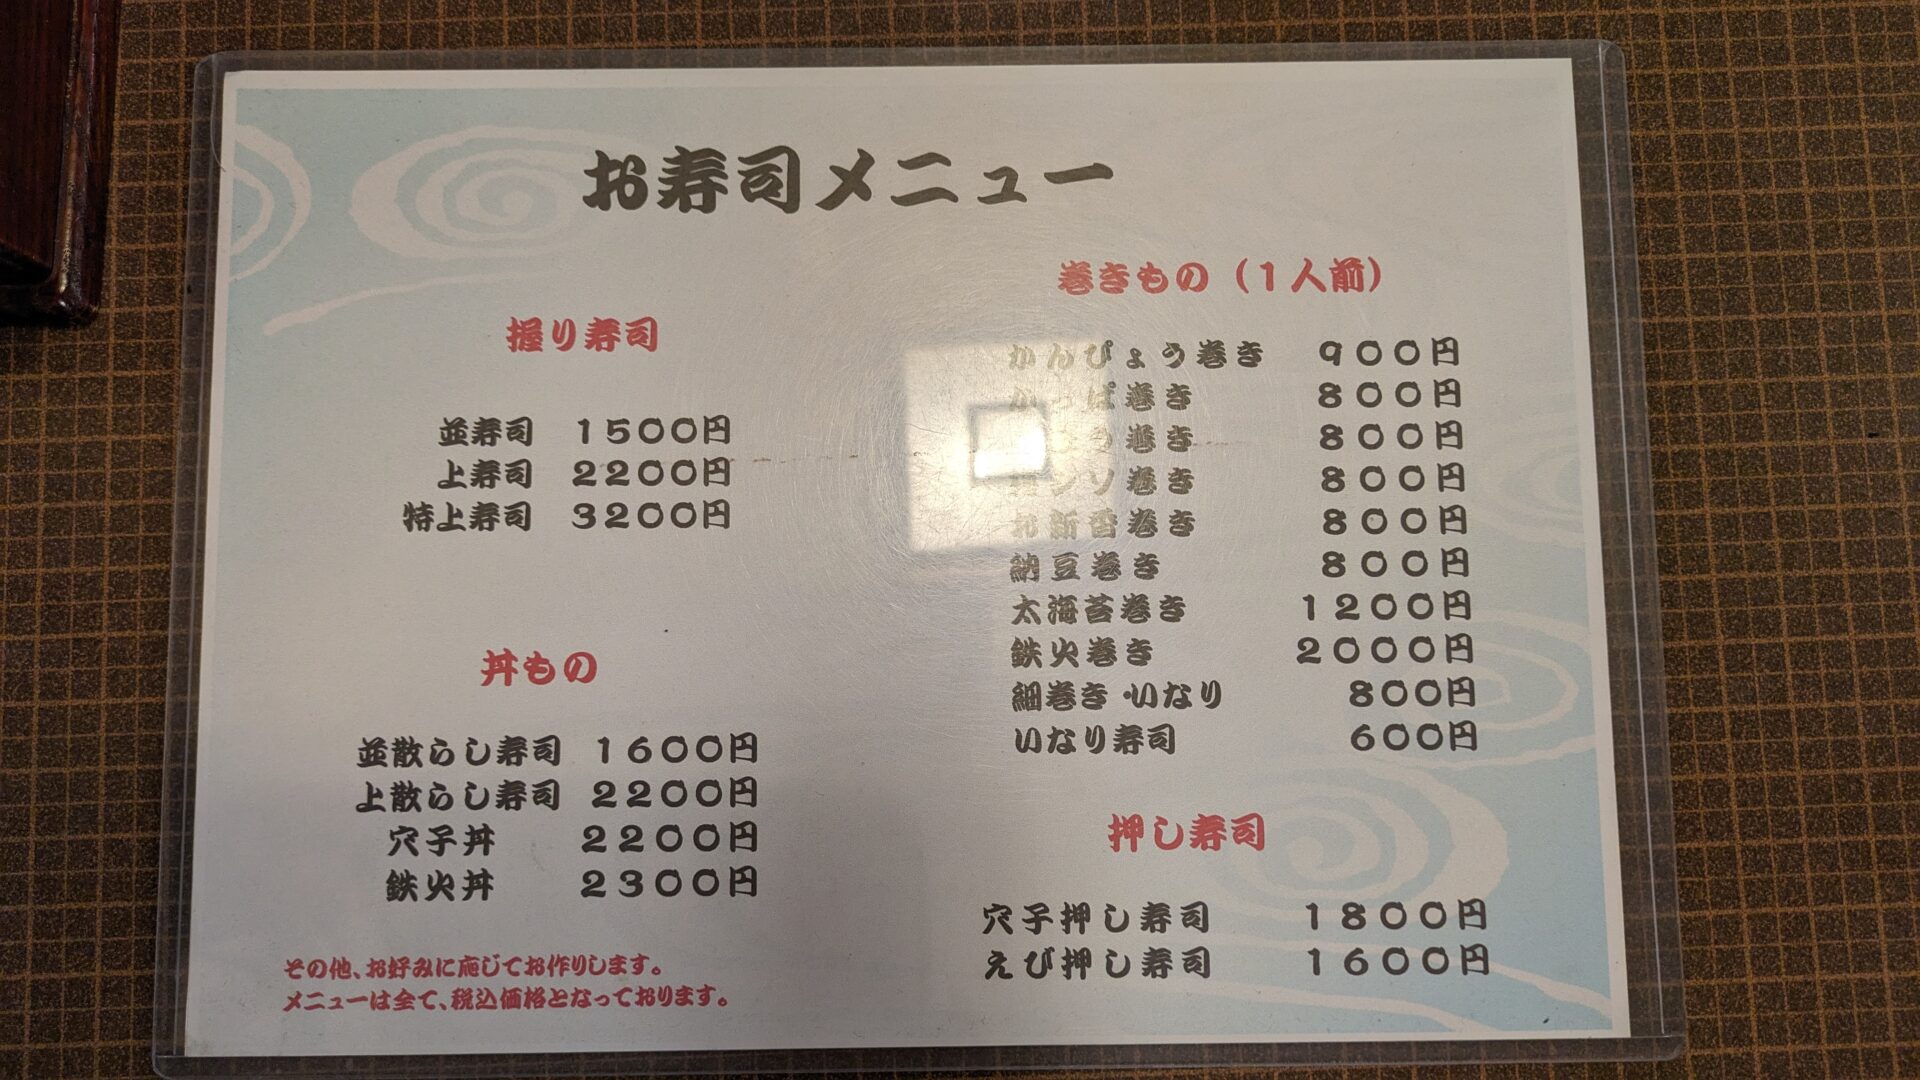 お寿司メニュー
握り寿司
並寿司 1500円
上寿司 2200円
特上寿司 3200円
丼もの
並散らし寿司 1600円
上散らし寿司 2200円
穴子丼 2200円
鉄火丼 2300円
その他、お好みに応じてお作りします。
メニューは全て、税込価格となっております。
巻きもの(1人前)
かんぴょう巻き 900円
かっぱ巻き 800円
巻き 800円
シソ巻き 800円
お新香巻き 800円
納豆巻き 800円
太海苔巻き 1200円
鉄火巻き 2000円
細巻き・いなり 800円
いなり寿司 600円
押し寿司
穴子押し寿司 1800円
えび押し寿司 1600円